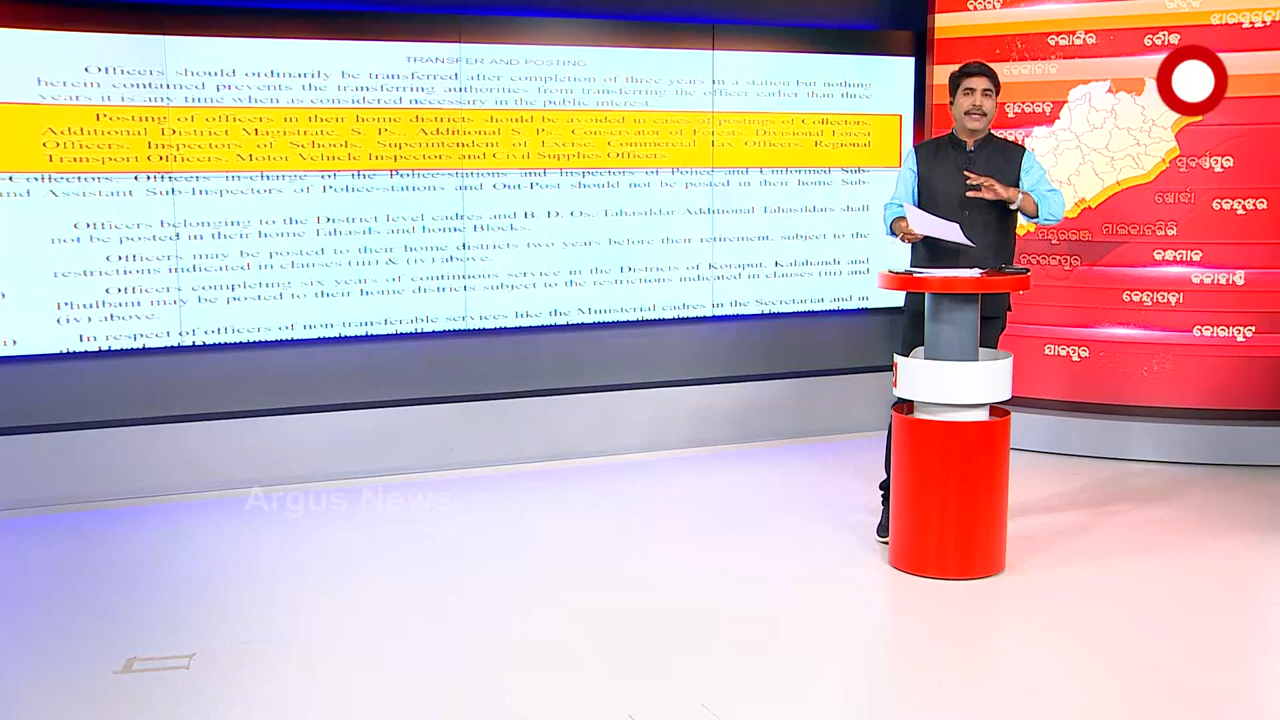 TRANSFER AND POSTING
Officers should ordinarily be transferred after completion of three years in a station but nothing
herein contained prevents the transferring authorities from transferring the officer earlier than three
years it is any time when its considered necessary in the public interest.
Posting of officers in their home districts should be avoided in cases of postings of Collectors,
Additional District Magistrate, S. Ps., Additional S. Ps., Conservator of Forests, Divisional Forest
Officers, Inspectors of Schools, Superintendent of Excise, Commercial Tax Officers, Regional
Transport Officers, Motor Vehicle Inspectors and Civil Supplies Officers.
-Collectors, Officers in-charge of the Police-stations and Inspectors of Police and Uniformed Sub-
and Assistant Sub-Inspectors of Police-stations and Out-Post should not be posted in their home Sub-
Officers belonging to the District level cadres and B. D. Os. Tahasildar/Additional Tahasildars shall
not be posted in their home Tahasils and home Blocks.
Officers may be posted to their home districts two years before their retirement, subject to the
restrictions indicated in clauses (iii) & (iv) above.
Officers completing six years of continuous service in the Districts of Koraput, Kalahandi and
Phulbani may be posted to their home districts subject to the restrictions indicated in clauses (iii) and
(iv) above.
In respect of officers of non-transferable services like the Ministerial cadres in the Secretariat and in
ବରଗଡ଼
ଝାରସୁଗୁଡ଼ା
ବଲାଙ୍ଗିର
ବୌଦ୍ଧ
ଢେଙ୍କାନାଳ
ସୁନ୍ଦରଗଡ଼
ସୁବର୍ଣ୍ଣପୁର
ଖୋର୍ଦ୍ଧା
କେନ୍ଦୁଝର
ମୟୂରଭଞ୍ଜ
ମାଲକାନଗିରି
ନବରଙ୍ଗପୁର
କନ୍ଧମାଳ
କଳାହାଣ୍ଡି
କେନ୍ଦ୍ରାପଡ଼ା
କୋରାପୁଟ
ଯାଜପୁର
Argus News